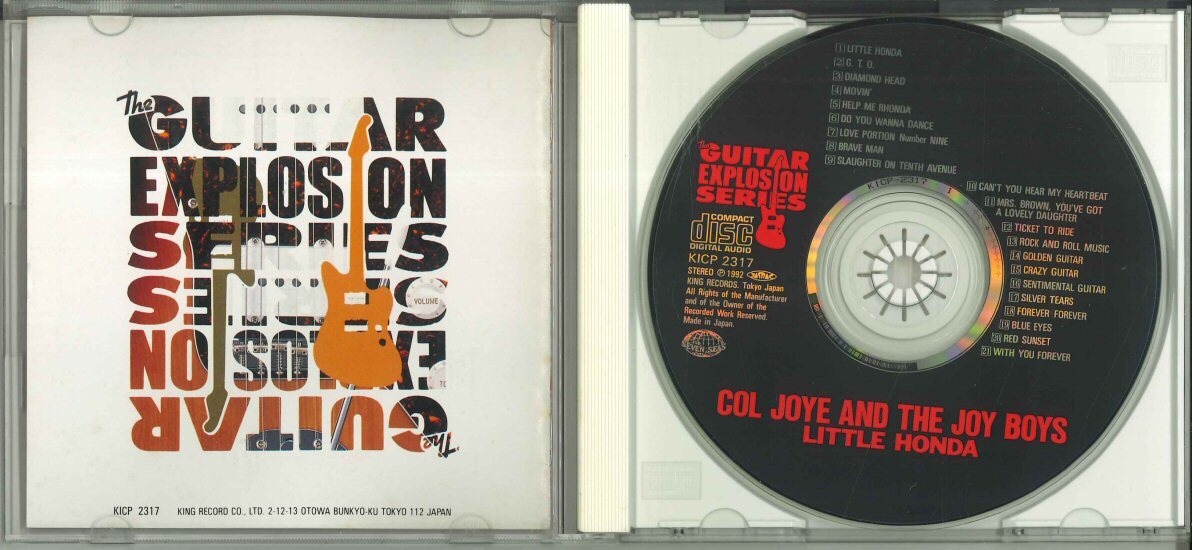 The
GUITAR
EXPLOSION
SERIES
SERIES
EXPLOSION
The GUITAR
VOLUME
KICP 2317 KING RECORD CO., LTD. 2-12-13 OTOWA BUNKYO-KU TOKYO 112 JAPAN
1 LITTLE HONDA
2 G. T. O.
3 DIAMOND HEAD
4 MOVIN'
5 HELP ME RHONDA
6 DO YOU WANNA DANCE
7 LOVE PORTION Number NINE
8 BRAVE MAN
9 SLAUGHTER ON TENTH AVENUE
10 CAN'T YOU HEAR MY HEARTBEAT
11 MRS. BROWN, YOU'VE GOT
A LOVELY DAUGHTER
12 TICKET TO RIDE
13 ROCK AND ROLL MUSIC
14 GOLDEN GUITAR
15 CRAZY GUITAR
16 SENTIMENTAL GUITAR
17 SILVER TEARS
18 FOREVER FOREVER
19 BLUE EYES
20 RED SUNSET
21 WITH YOU FOREVER
The
GUITAR
EXPLOSION
SERIES
COMPACT
disc
DIGITAL AUDIO
KICP 2317
STEREO Ⓟ 1992
KING RECORDS. Tokyo Japan
All Rights of the Manufacturer
and of the Owner of the
Recorded Work Reserved.
Made in Japan.
SEVEN SEAS
KICP-2317 1
COL JOYE AND THE JOY BOYS
LITTLE HONDA